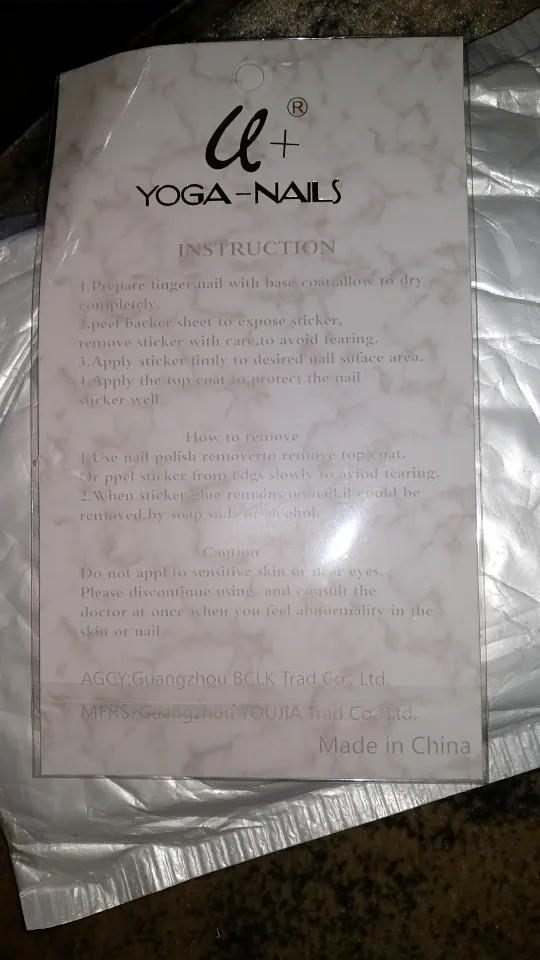 U+®
YOGA-NAILS
INSTRUCTION
1.Prepare finger nail with base coat,allow to dry
completely.
2.peel backer sheet to expose sticker,
remove sticker with care,to avoid tearing.
3.Apply sticker fimly to desired nail suface area.
4.Apply the top coat to protect the nail
sticker well.
How to remove
1.Use nail polish removerto remove top coat.
Or ppel sticker from edgs slowly to aviod tearing.
2.When sticker glue remains on nail,it could be
removed by soap suds or alcohol.
Caution
Do not appl to sensitive skin or near eyes.
Please discontinue using, and consult the
doctor at once when you feel abnormality in the
skin or nail.
AGCY:Guangzhou BCLK Trad Co., Ltd.
MFRS:Guangzhou YOUJIA Trad Co., Ltd.
Made in China